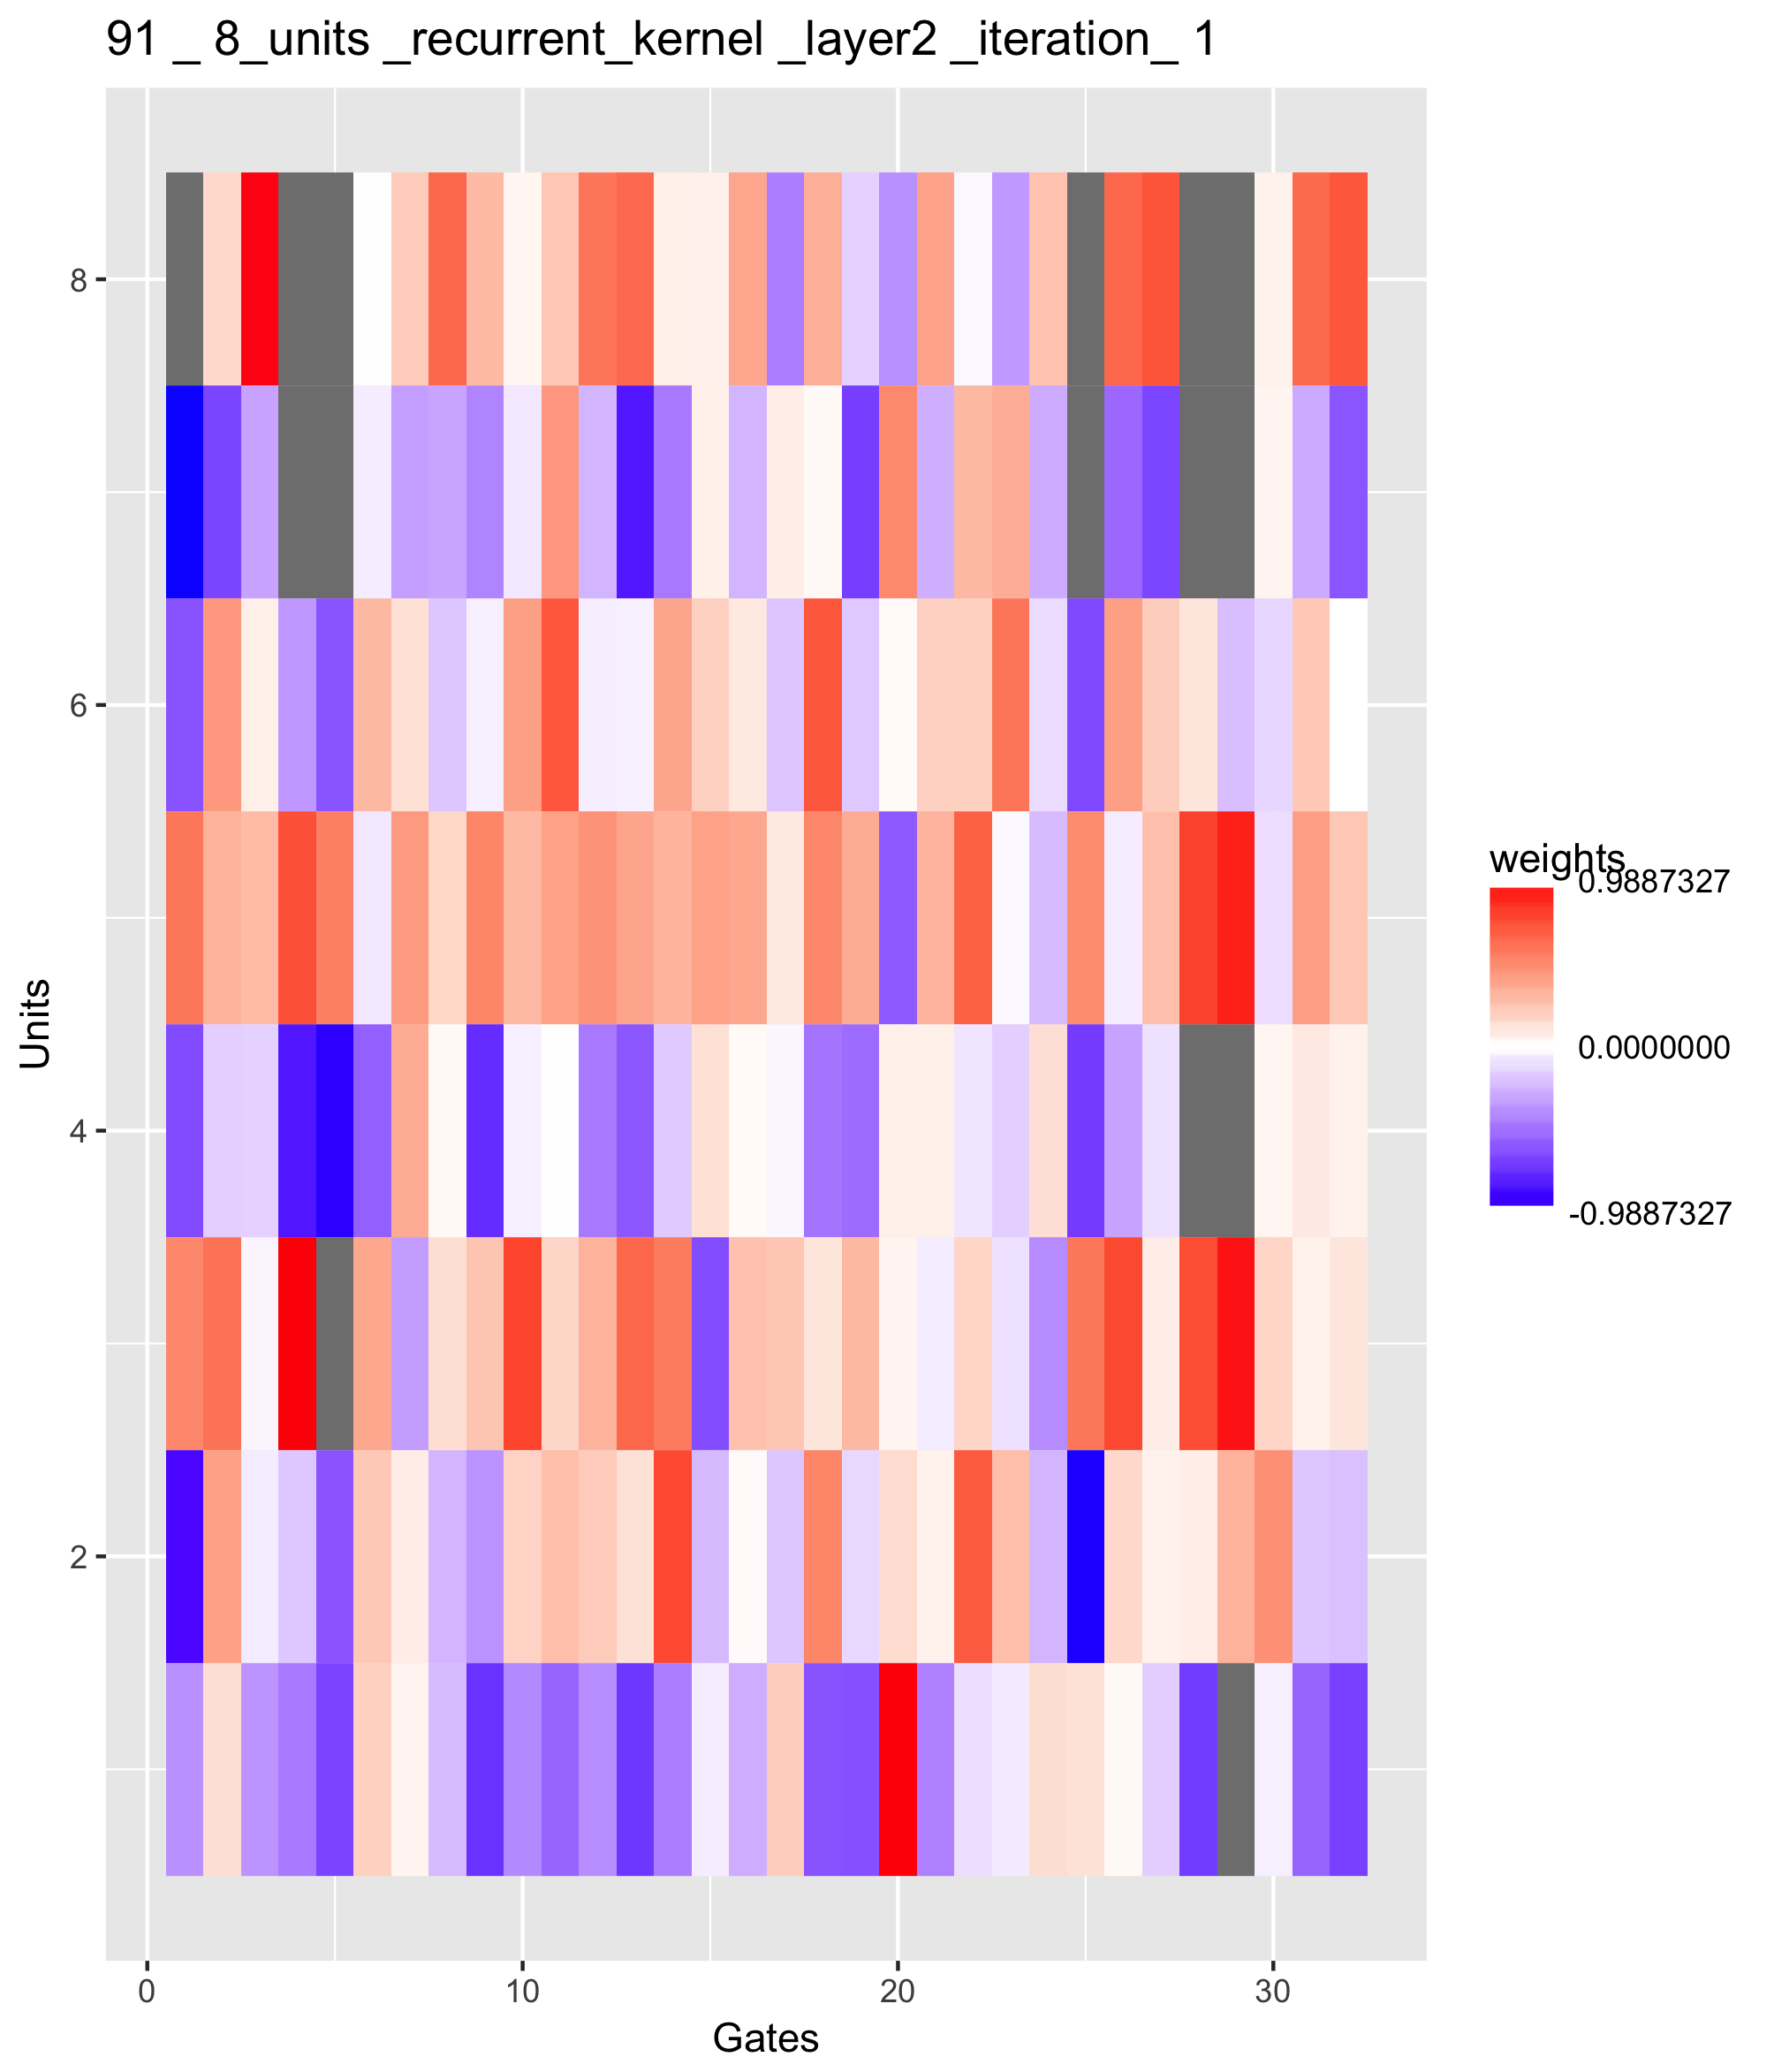 91 _ 8_units _recurrent_kernel _layer2 _iteration_ 1
Units
8
6
4
2
0
10
20
30
Gates
weights
0.9887327
0.0000000
-0.9887327